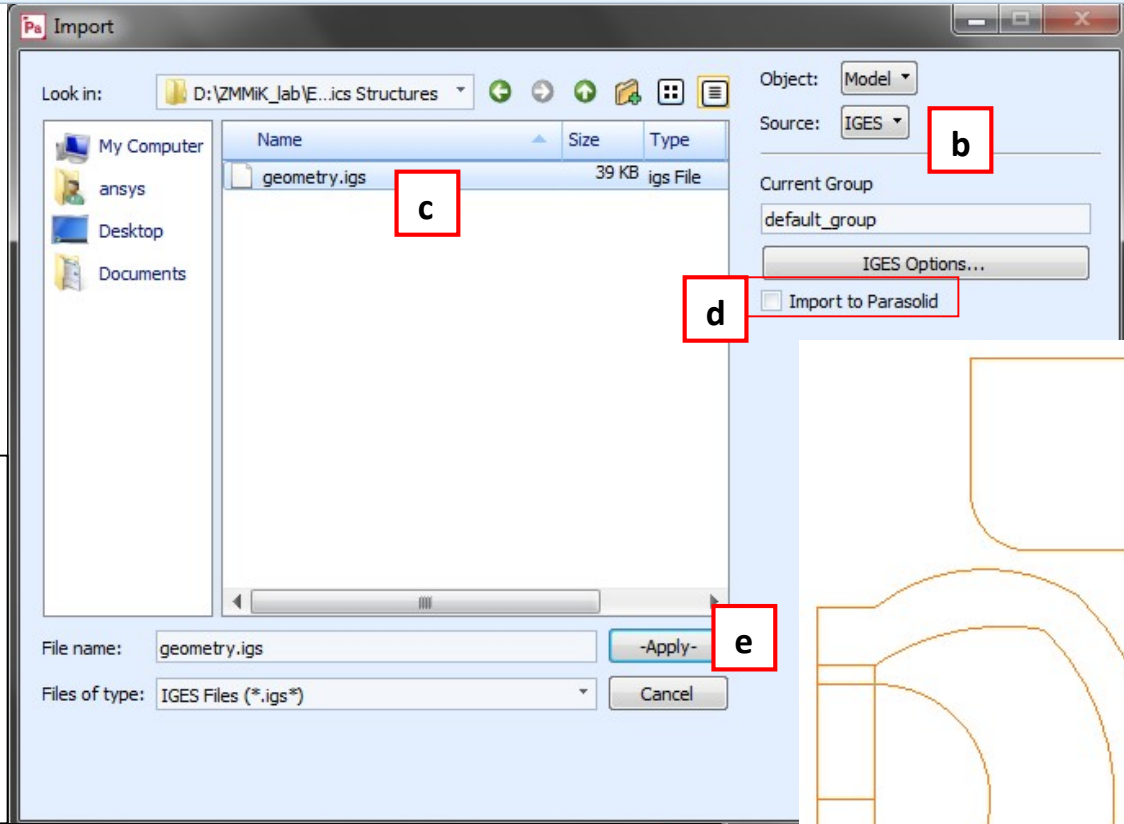 Pa Import
Look in: D:\ZMMiK_lab\E...ics Structures
My Computer
ansys
Desktop
Documents
Name Size Type
geometry.igs 39 KB igs File
c
Object: Model
Source: IGES
b
Current Group
default_group
IGES Options...
d
Import to Parasolid
File name: geometry.igs
-Apply-
e
Files of type: IGES Files (*.igs*)
Cancel